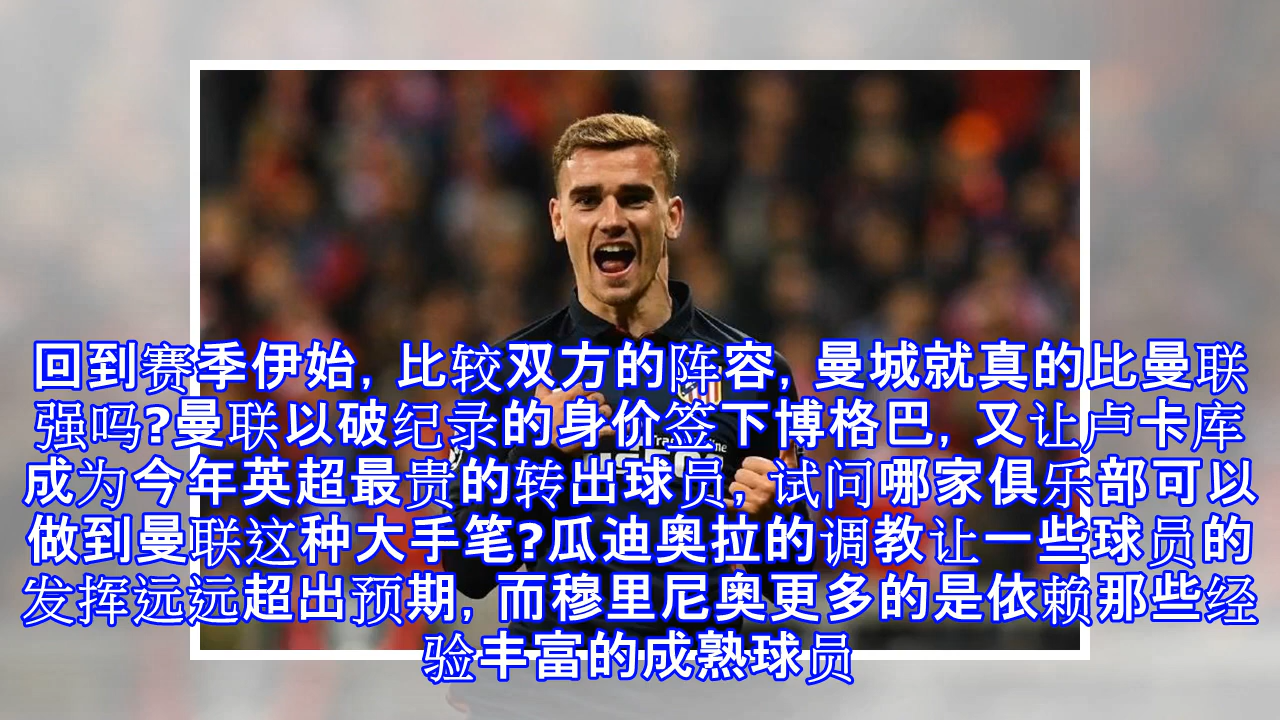 回到赛季伊始, 比较双方的阵容, 曼城就真的比曼联
强吗?曼联以破纪录的身价签下博格巴, 又让卢卡库
成为今年英超最贵的转出球员, 试问哪家俱乐部可以
做到曼联这种大手笔?瓜迪奥拉的调教让一些球员的
发挥远远超出预期, 而穆里尼奥更多的是依赖那些经
验丰富的成熟球员